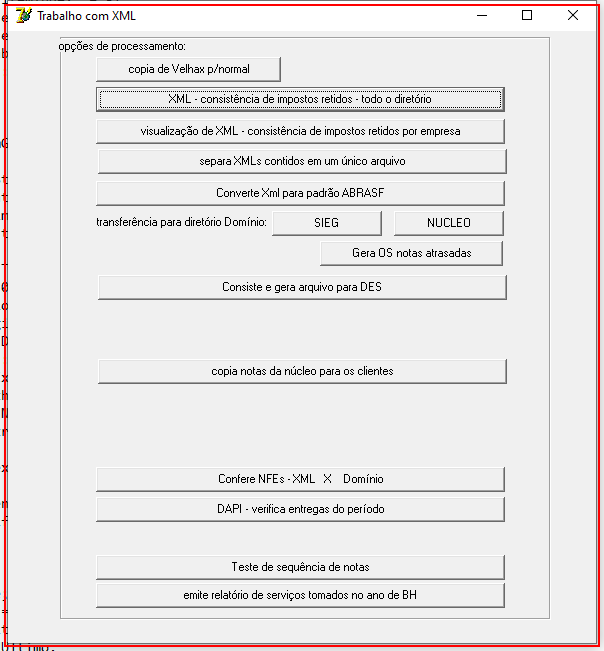 Trabalho com XML
opções de processamento:
copia de Velhax p/normal
XML - consistência de impostos retidos - todo o diretório
visualização de XML - consistência de impostos retidos por empresa
separa XMLs contidos em um único arquivo
Converte Xml para padrão ABRASF
transferência para diretório Domínio: SIEG NUCLEO
Gera OS notas atrasadas
Consiste e gera arquivo para DES
copia notas da núcleo para os clientes
Confere NFEs - XML X Domínio
DAPI - verifica entregas do período
Teste de sequência de notas
emite relatório de serviços tomados no ano de BH